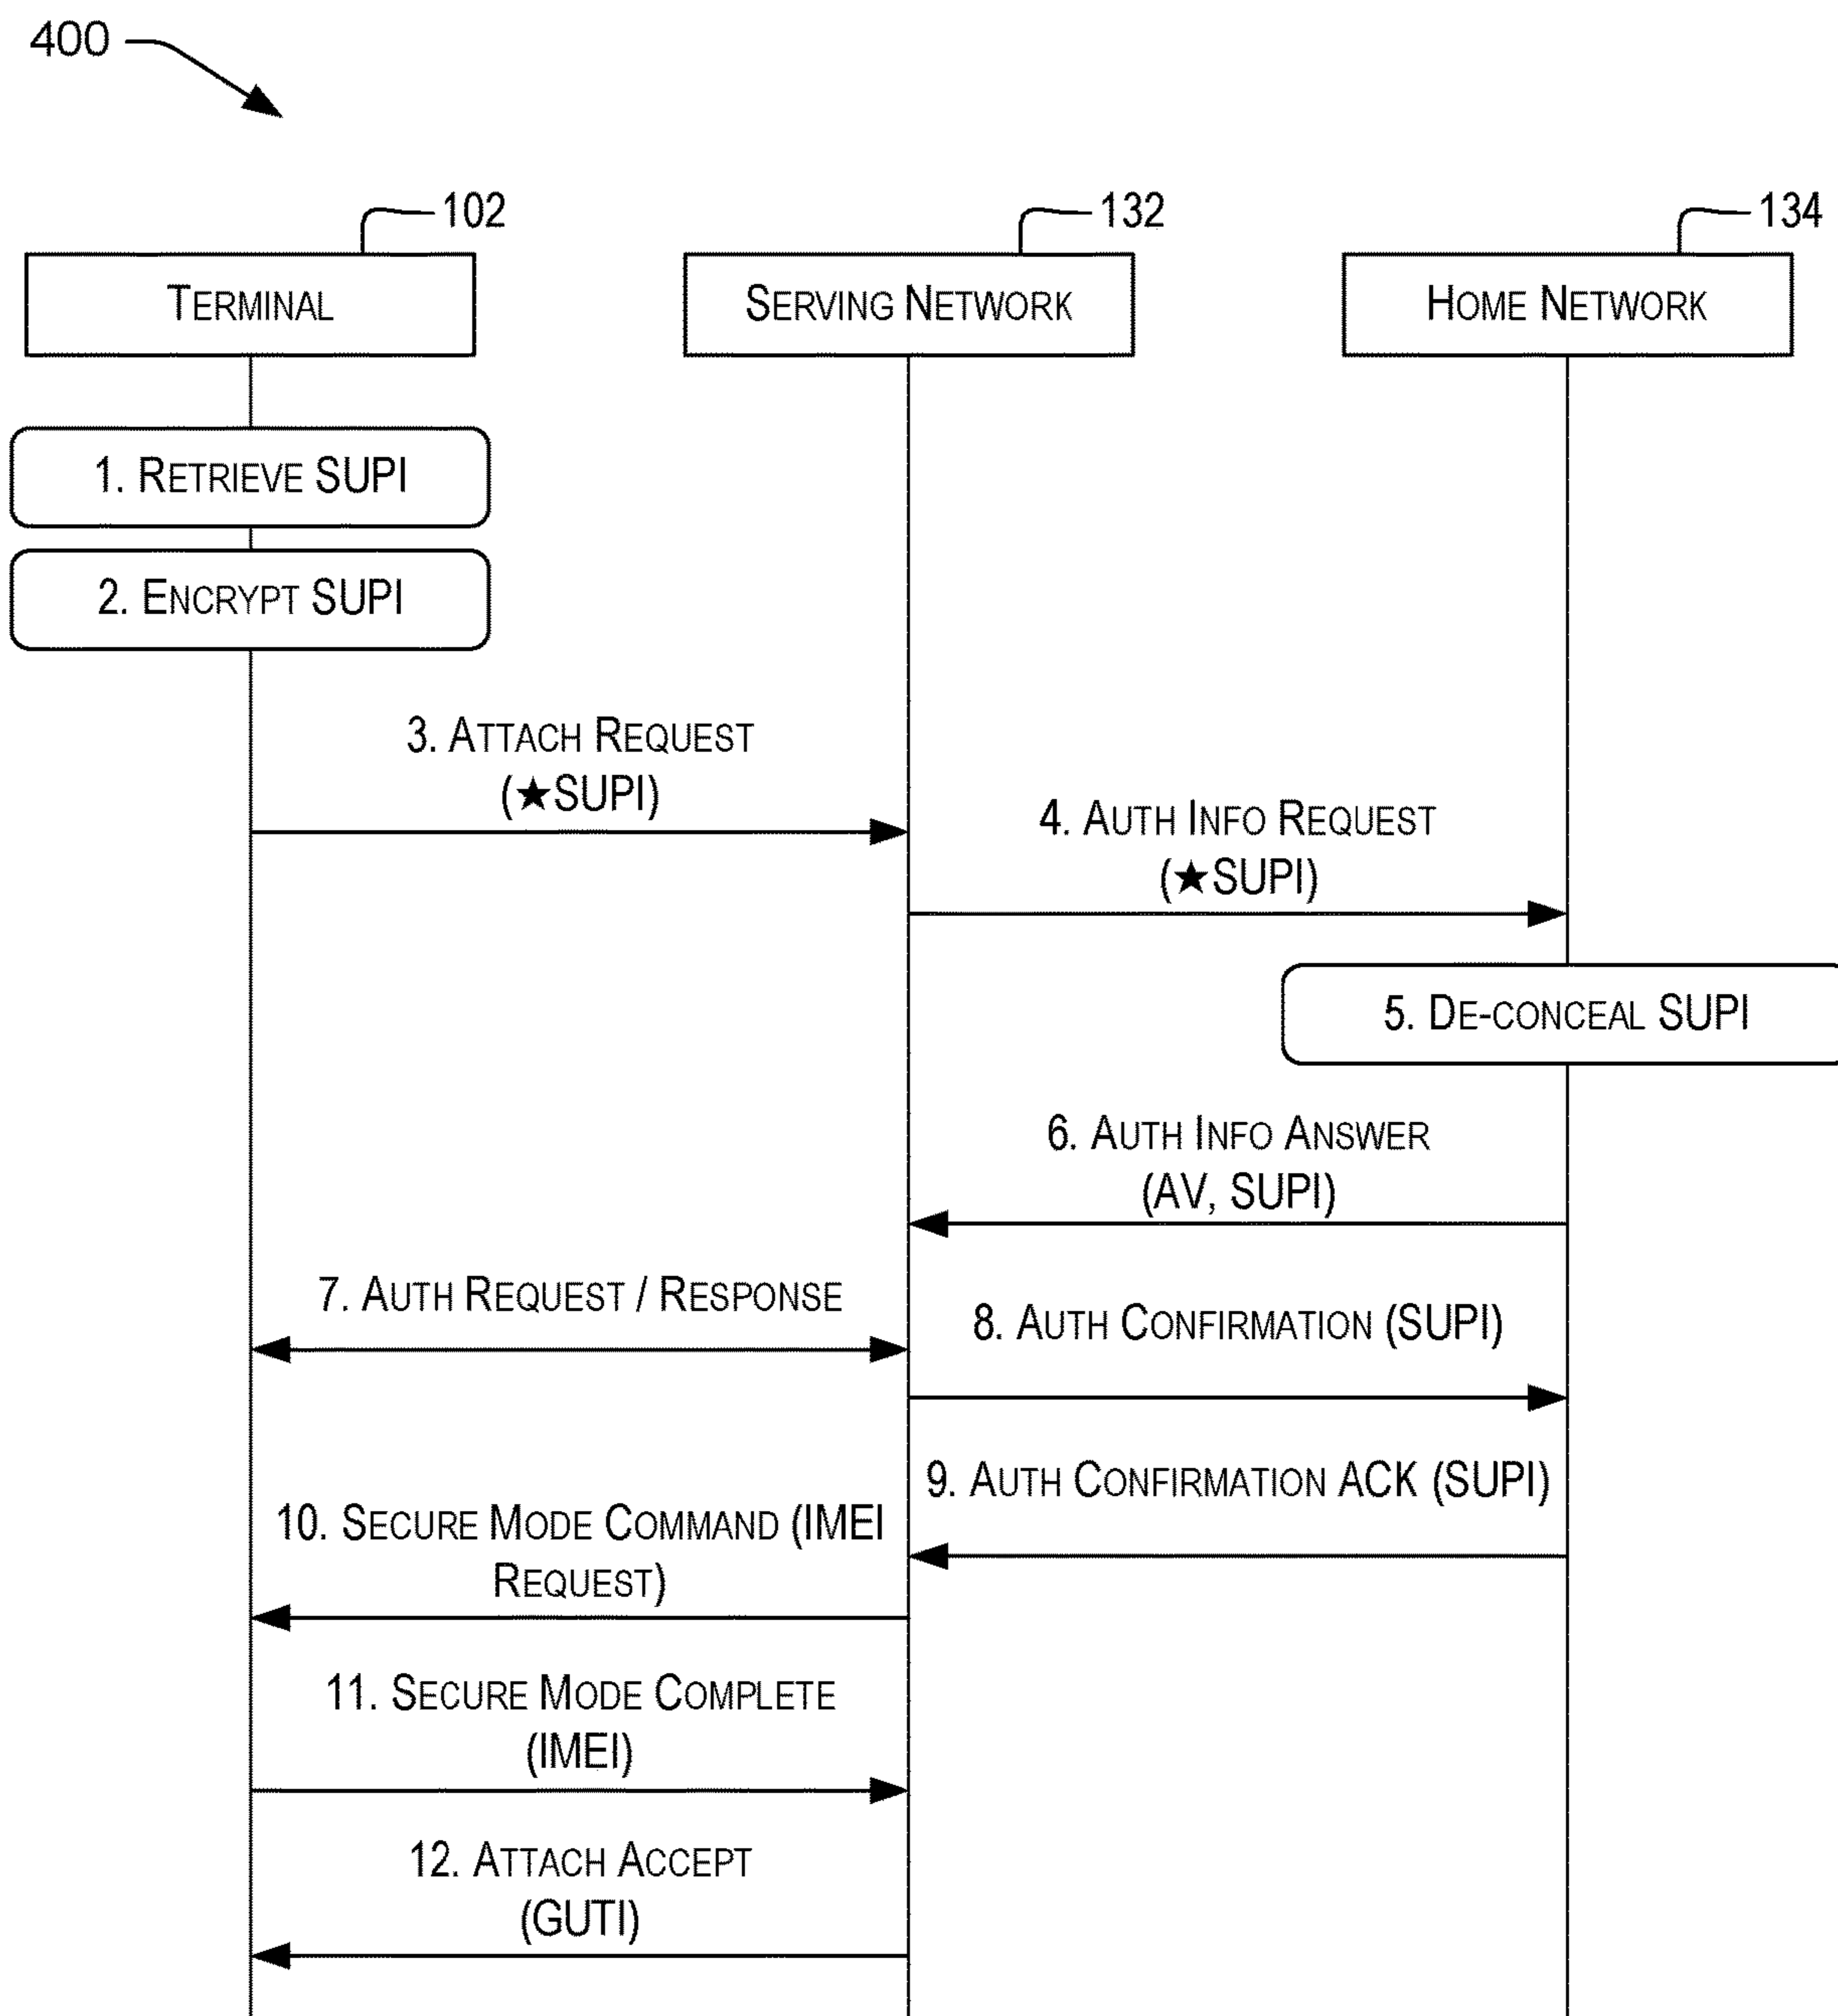 400
102
132
134
TERMINAL
SERVING NETWORK
HOME NETWORK
1. RETRIEVE SUPI
2. ENCRYPT SUPI
3. ATTACH REQUEST
(★SUPI)
4. AUTH INFO REQUEST
(★SUPI)
5. DE-CONCEAL SUPI
6. AUTH INFO ANSWER
(AV, SUPI)
7. AUTH REQUEST / RESPONSE
8. AUTH CONFIRMATION (SUPI)
9. AUTH CONFIRMATION ACK (SUPI)
10. SECURE MODE COMMAND (IMEI
REQUEST)
11. SECURE MODE COMPLETE
(IMEI)
12. ATTACH ACCEPT
(GUTI)